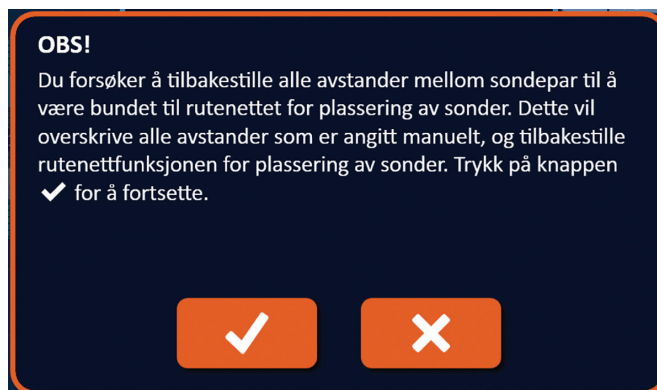 OBS!
Du forsøker å tilbakestille alle avstander mellom sondepar til å
være bundet til rutenettet for plassering av sonder. Dette vil
overskrive alle avstander som er angitt manuelt, og tilbakestille
rutenettfunksjonen for plassering av sonder. Trykk på knappen
✔ for å fortsette.